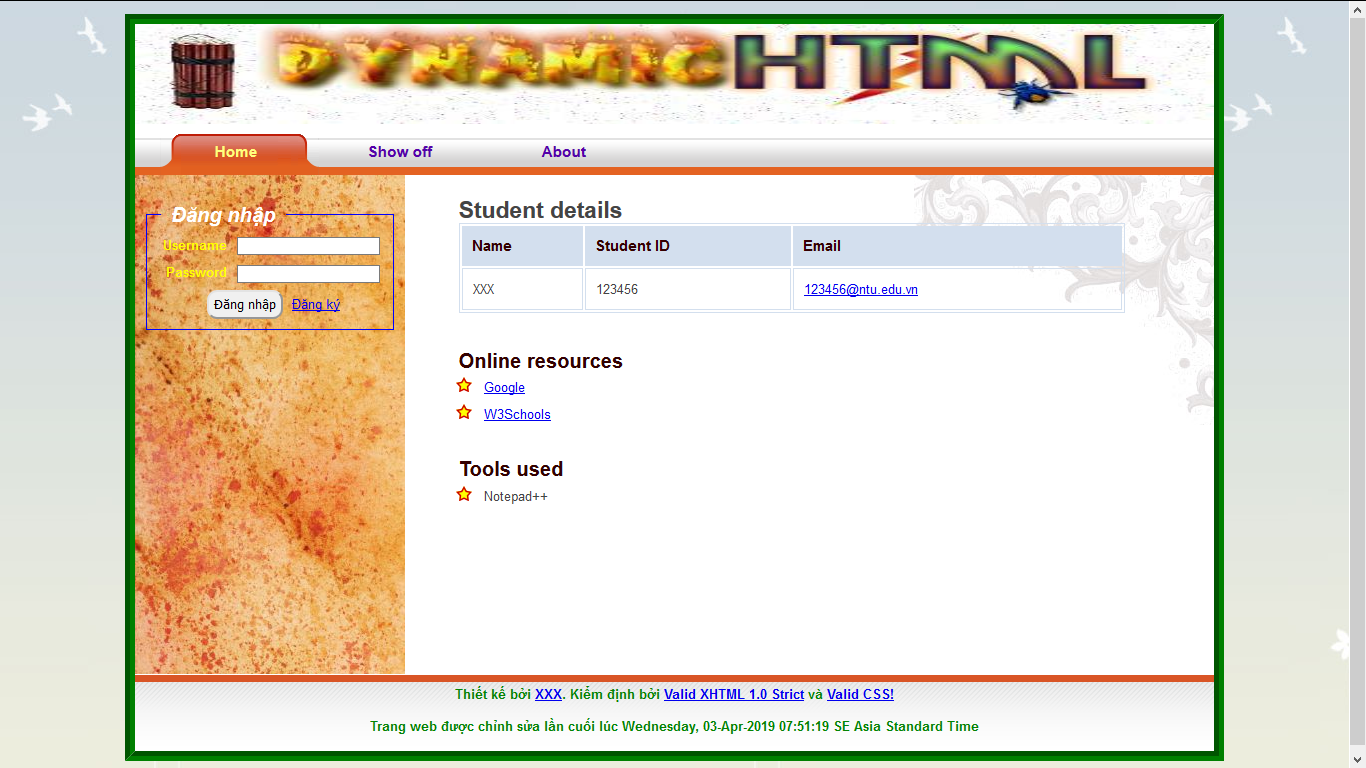 DYNAMIC HTML
Home Show off About
Đăng nhập
Username
Password
Đăng nhập Đăng ký
Student details
Name Student ID Email
XXX 123456 123456@ntu.edu.vn
Online resources
Google
W3Schools
Tools used
Notepad++
Thiết kế bởi XXX. Kiểm định bởi Valid XHTML 1.0 Strict và Valid CSS!
Trang web được chỉnh sửa lần cuối lúc Wednesday, 03-Apr-2019 07:51:19 SE Asia Standard Time